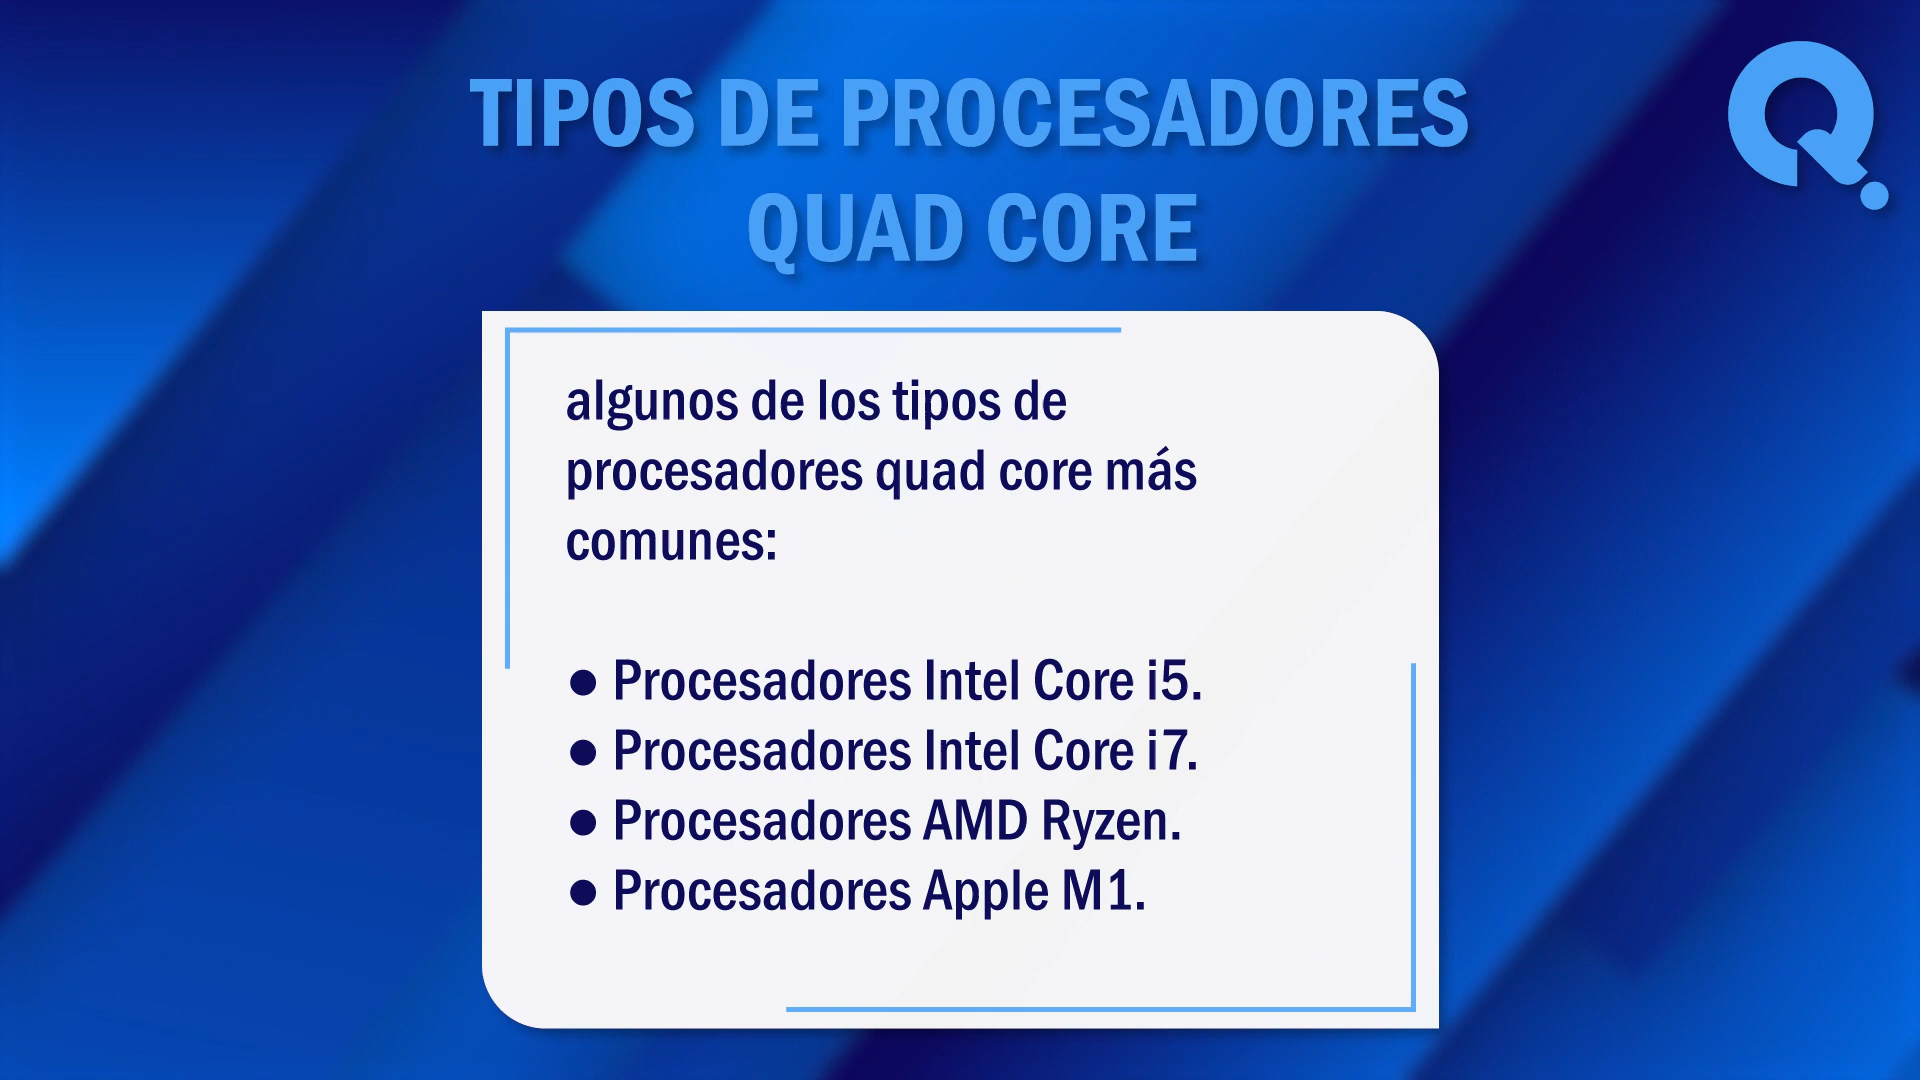 TIPOS DE PROCESADORES
QUAD CORE
algunos de los tipos de
procesadores quad core más
comunes:
● Procesadores Intel Core i5.
● Procesadores Intel Core i7.
● Procesadores AMD Ryzen.
● Procesadores Apple M1.